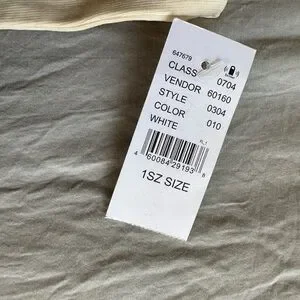 647679
CLASS 0704
VENDOR 60160
STYLE 0304
COLOR 010
WHITE
4 60084 29193 8
1SZ SIZE